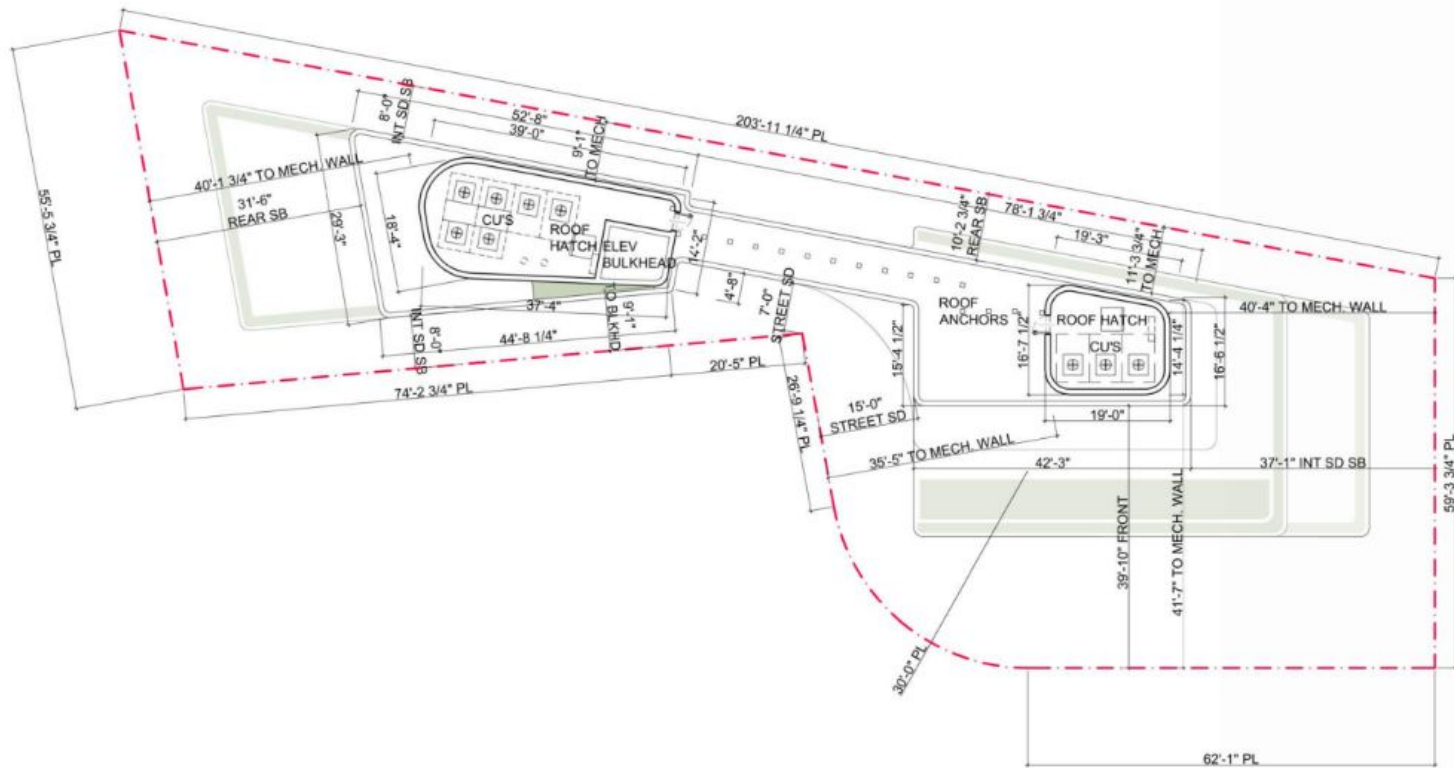 203'-11 1/4" PL
55'-5 3/4" PL
8'-0"
INT SD SB
52'-8"
39'-0"
9'-1"
TO MECH
40'-1 3/4" TO MECH. WALL
31'-6"
REAR SB
29'-3"
18'-4"
CU'S
ROOF
HATCH
ELEV
BULKHEAD
14'-2"
37'-4"
44'-8 1/4"
INT SD SB
8'-0"
TO BLKHD.
9'-1"
4'-8"
7'-0"
STREET SD
74'-2 3/4" PL
20'-5" PL
26'-9 1/4" PL
78'-1 3/4"
10'-2 3/4"
REAR SB
19'-3"
11'-3 3/4"
TO MECH.
ROOF
ANCHORS
15'-4 1/2"
16'-7 1/2"
ROOF HATCH
CU'S
14'-4 1/4"
16'-6 1/2"
40'-4" TO MECH. WALL
19'-0"
15'-0"
STREET SD
35'-5" TO MECH. WALL
42'-3"
37'-1" INT SD SB
59'-3 3/4" PL
39'-10" FRONT
41'-7" TO MECH. WALL
30'-0" PL
62'-1" PL